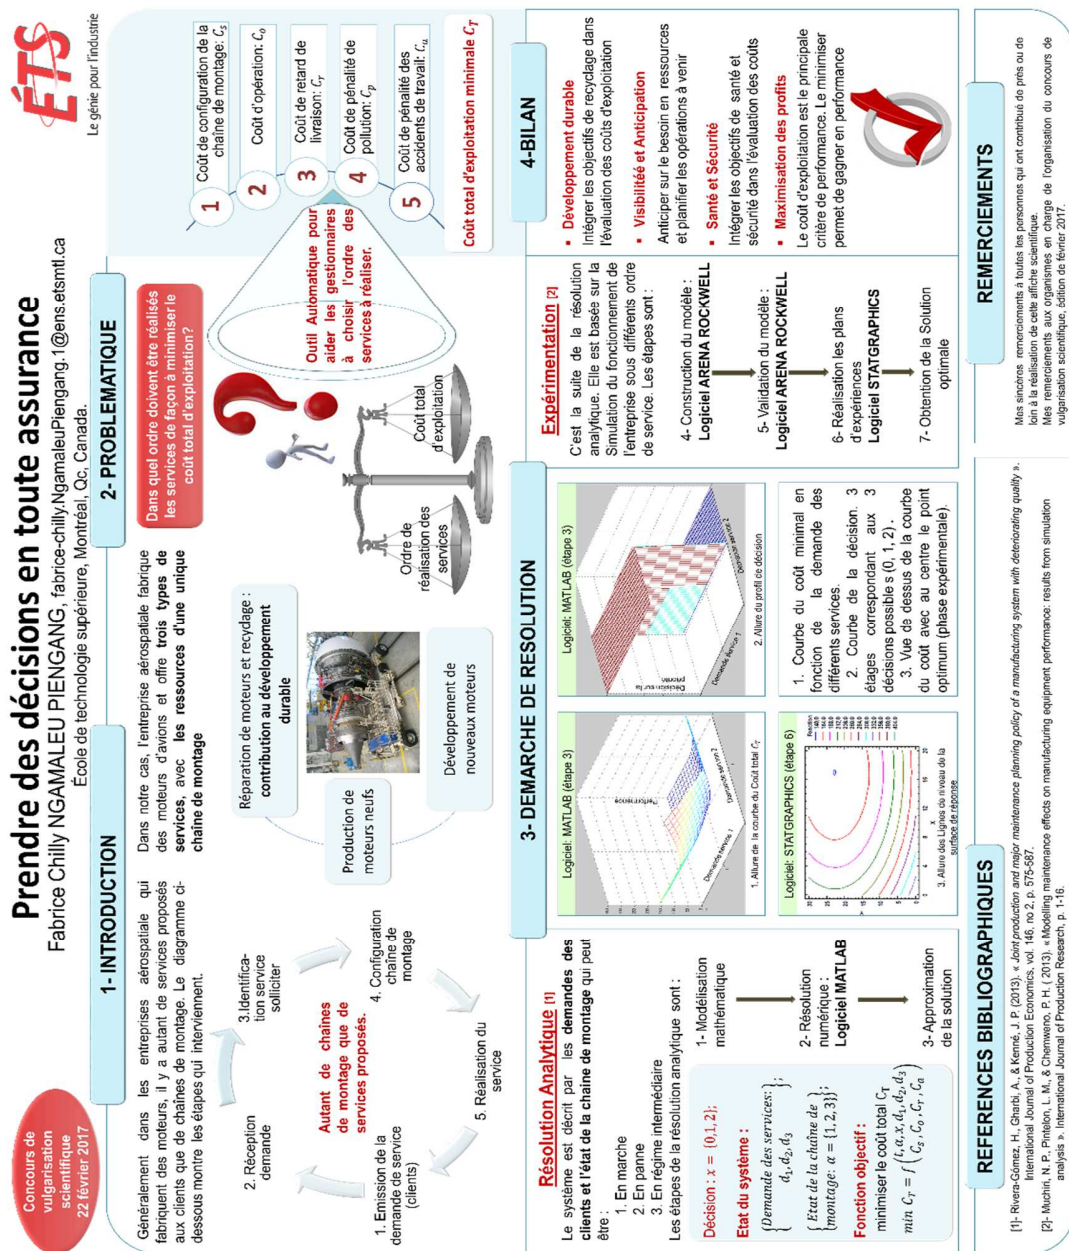 Concours de
vulgarisation
scientifique
22 février 2017
Prendre des décisions en toute assurance
Fabrice Chilly NGAMALEU PIENGANG, fabrice-chilly.NgamaleuPiengang.1@ens.etsmtl.ca
École de technologie supérieure, Montréal, Qc, Canada.
ÉTS
Le génie pour l'industrie
1- INTRODUCTION
Généralement dans les entreprises aérospatiale qui
fabriquent des moteurs, il y a autant de services proposés
aux clients que de chaînes de montage. Le diagramme ci-
dessous montre les étapes qui interviennent.
1. Emission de la
demande de service
(clients)
2. Réception
demande
3.Identifica-
tion service
solliciter
4. Configuration
chaîne de
montage
5. Réalisation du
service
Autant de chaînes
de montage que de
services proposés.
Dans notre cas, l'entreprise aérospatiale fabrique
des moteurs d'avions et offre trois types de
services, avec les ressources d'une unique
chaîne de montage
Réparation de moteurs et recyclage :
contribution au développement
durable
Production de
moteurs neufs
Développement de
nouveaux moteurs
2- PROBLEMATIQUE
Dans quel ordre doivent être réalisés
les services de façon à minimiser le
coût total d'exploitation?
Ordre de
réalisation des
services
Coût total
d'exploitation
Outil Automatique pour
aider les gestionnaires
à choisir l'ordre des
services à réaliser.
1
Coût de configuration de la
chaîne de montage: Cₛ
2
Coût d'opération: Cₒ
3
Coût de retard de
livraison: Cᵣ
4
Coût de pénalité de
pollution: Cₚ
5
Coût de pénalité des
accidents de travail: Cᵤ
Coût total d'exploitation minimale C_T
3- DEMARCHE DE RESOLUTION
Résolution Analytique [1]
Le système est décrit par les demandes des
clients et l'état de la chaine de montage qui peut
être :
1. En marche
2. En panne
3. En régime intermédiaire
Les étapes de la résolution analytique sont :
Décision : x = {0,1,2};
Etat du système :
{Demande des services: d₁, d₂, d₃};
{Etat de la chaîne de montage: α = {1,2,3}};
Fonction objectif :
minimiser le coût total C_T
1- Modélisation
mathématique
2- Résolution
numérique :
Logiciel MATLAB
3- Approximation
de la solution
Logiciel: MATLAB (étape 3)
Performance
Demande service 1
Demande service 2
1. Allure de la courbe du Coût total C_T
Logiciel: MATLAB (étape 3)
Décision sur la
priorité
Demande service 1
Demande service 2
2. Allure du profil de décision
Logiciel: STATGRAPHICS (étape 6)
Fonction
X
3. Allure des Lignes de niveau de la
surface de réponse
1. Courbe du coût minimal en
fonction de la demande des
différents services.
2. Courbe de la décision. 3
étages correspondant aux 3
décisions possible s (0, 1, 2) .
3. Vue de dessus de la courbe
du coût avec au centre le point
optimum (phase expérimentale).
Expérimentation [2]
C'est la suite de la résolution
analytique. Elle est basée sur la
Simulation du fonctionnement de
l'entreprise sous différents ordre
de service. Les étapes sont :
4- Construction du modèle :
Logiciel ARENA ROCKWELL
5- Validation du modèle :
Logiciel ARENA ROCKWELL
6- Réalisation les plans
d'expériences
Logiciel STATGRAPHICS
7- Obtention de la Solution
optimale
4-BILAN
▪ Développement durable
Intégrer les objectifs de recyclage dans
l'évaluation des coûts d'exploitation
▪ Visibilitéé et Anticipation
Anticiper sur le besoin en ressources
et planifier les opérations à venir
▪ Santé et Sécurité
Intégrer les objectifs de santé et
sécurité dans l'évaluation des coûts
▪ Maximisation des profits
Le coût d'exploitation est le principale
critère de performance. Le minimiser
permet de gagner en performance
REFERENCES BIBLIOGRAPHIQUES
[1]- Rivera-Gómez, H., Gharbi, A., & Kenné, J. P. (2013). « Joint production and major maintenance planning policy of a manufacturing system with deteriorating quality ».
International Journal of Production Economics, vol. 146, no 2, p. 575-587.
[2]- Muchiri, N. P., Pintelon, L. M., & Chemweno, P. H. ( 2013). « Modelling maintenance effects on manufacturing equipment performance: results from simulation
analysis ». International Journal of Production Research, p. 1-16.
REMERCIEMENTS
Mes sincères remerciements à toutes les personnes qui ont contribué de près ou de
loin à la réalisation de cette affiche scientifique.
Mes remerciements aux organismes en charge de l'organisation du concours de
vulgarisation scientifique, édition de février 2017.